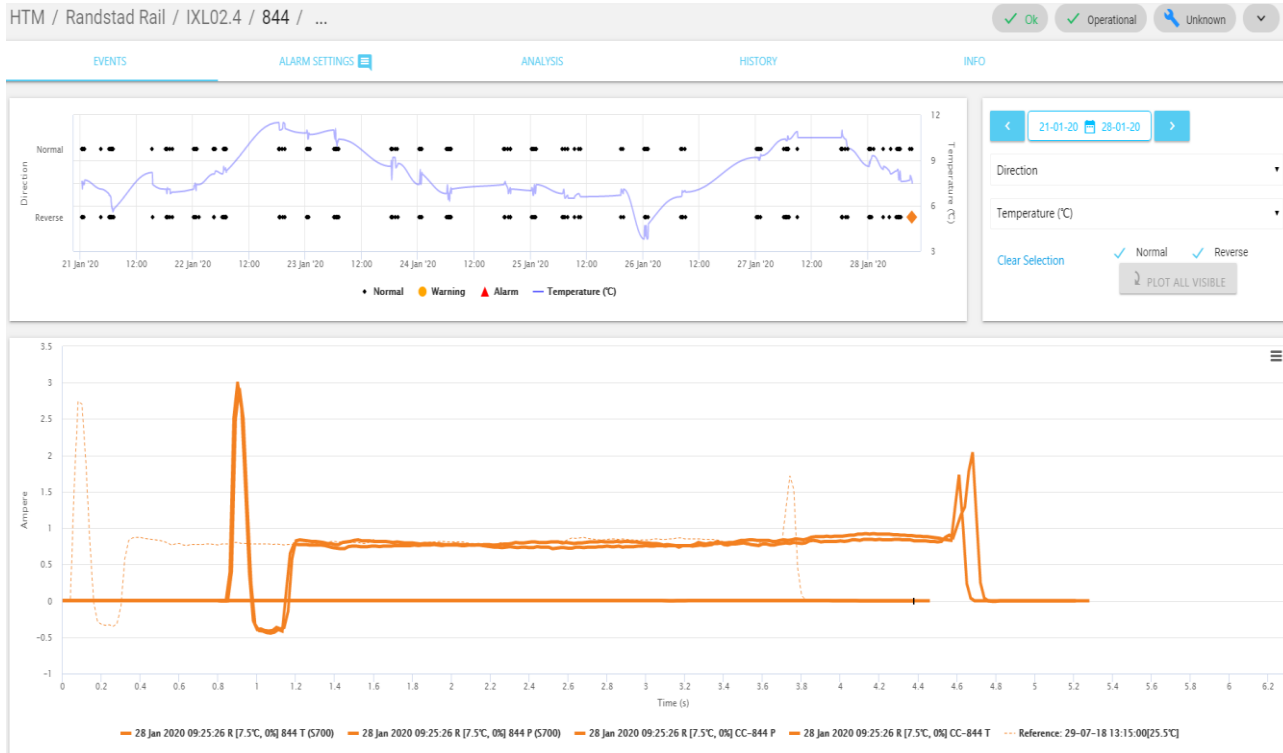 HTM / Randstad Rail / IXL02.4 / 844 / ...
Ok
Operational
Unknown
EVENTS
ALARM SETTINGS
ANALYSIS
HISTORY
INFO
12
9
6
3
Temperature (℃)
Direction
Normal
Reverse
21 Jan '20 12:00 22 Jan '20 12:00 23 Jan '20 12:00 24 Jan '20 12:00 25 Jan '20 12:00 26 Jan '20 12:00 27 Jan '20 12:00 28 Jan '20
Normal Warning Alarm Temperature (℃)
21-01-20 28-01-20
Direction
Temperature (℃)
Clear Selection
Normal
Reverse
PLOT ALL VISIBLE
3.5
3
2.5
2
1.5
1
0.5
0
-0.5
-1
Ampere
0 0.2 0.4 0.6 0.8 1 1.2 1.4 1.6 1.8 2 2.2 2.4 2.6 2.8 3 3.2 3.4 3.6 3.8 4 4.2 4.4 4.6 4.8 5 5.2 5.4 5.6 5.8 6 6.2
Time (s)
28 Jan 2020 09:25:26 R [7.5℃, 0%] 844 T (S700) 28 Jan 2020 09:25:26 R [7.5℃, 0%] 844 P (S700) 28 Jan 2020 09:25:26 R [7.5℃, 0%] CC-844 P 28 Jan 2020 09:25:26 R [7.5℃, 0%] CC-844 T Reference: 29-07-18 13:15:00[25.5℃]